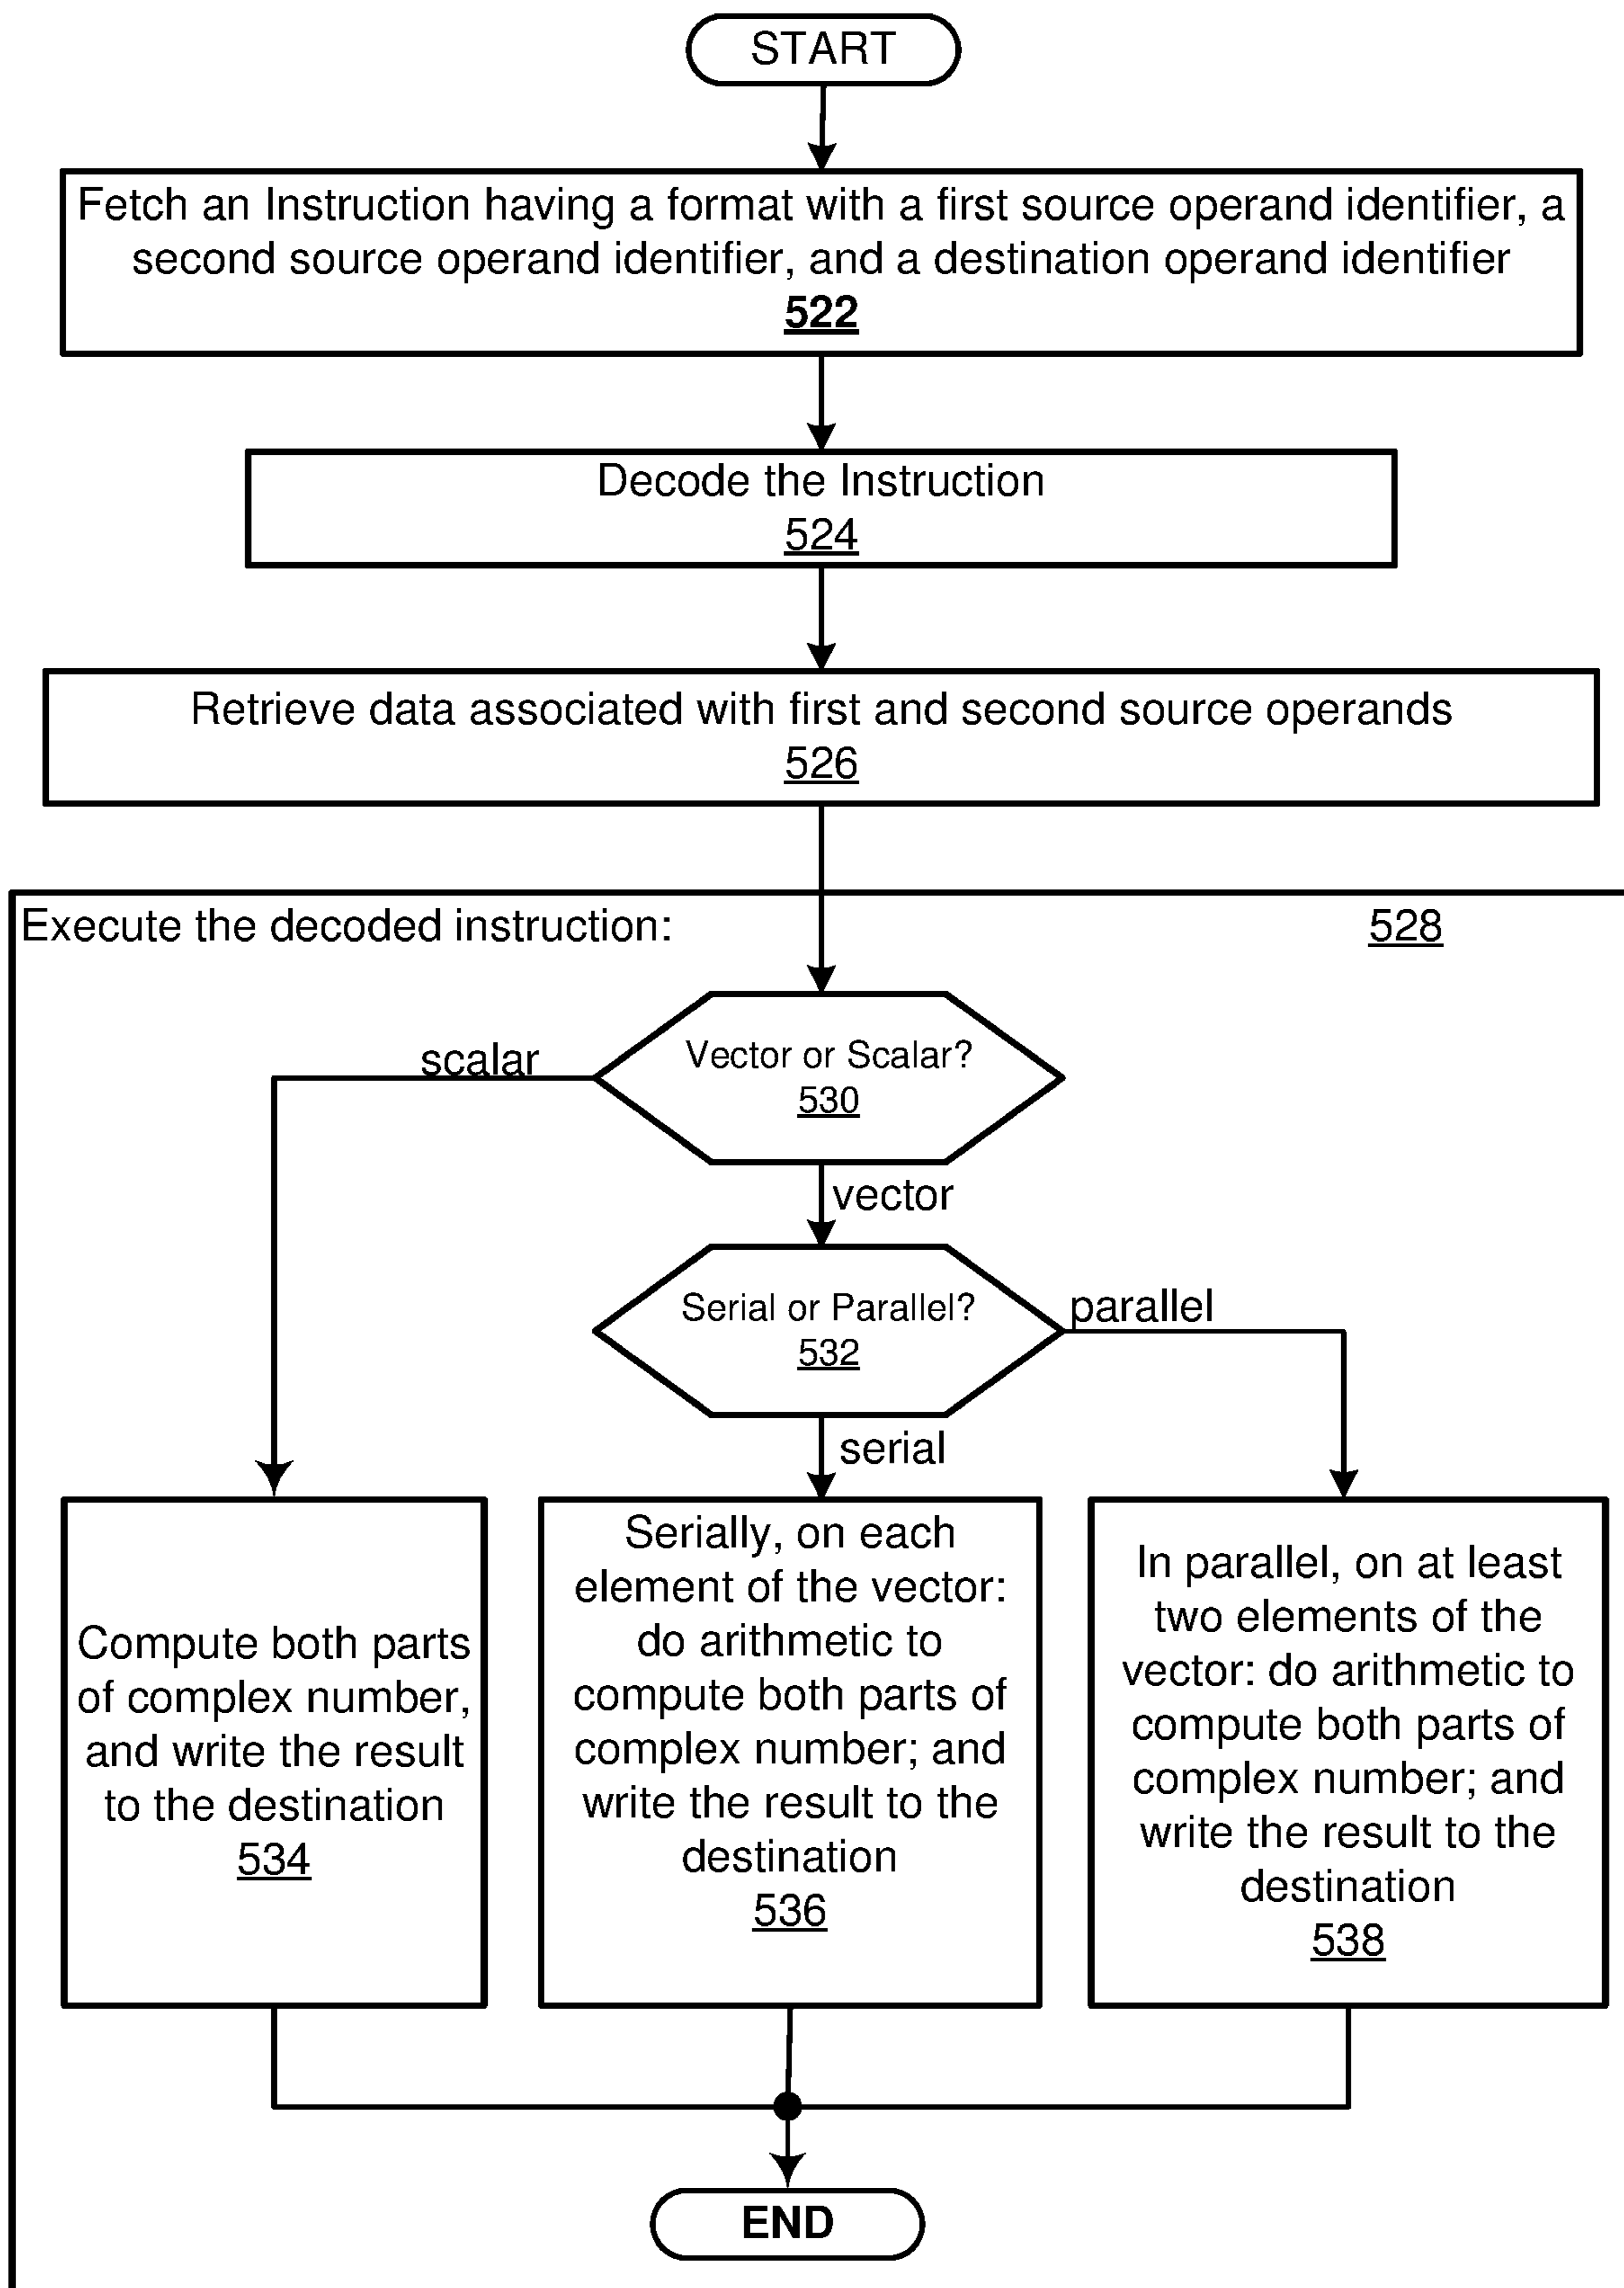 START
Fetch an Instruction having a format with a first source operand identifier, a
second source operand identifier, and a destination operand identifier
522
Decode the Instruction
524
Retrieve data associated with first and second source operands
526
Execute the decoded instruction:
528
Vector or Scalar?
530
scalar
vector
Serial or Parallel?
532
parallel
serial
Compute both parts
of complex number,
and write the result
to the destination
534
Serially, on each
element of the vector:
do arithmetic to
compute both parts of
complex number; and
write the result to the
destination
536
In parallel, on at least
two elements of the
vector: do arithmetic to
compute both parts of
complex number; and
write the result to the
destination
538
END